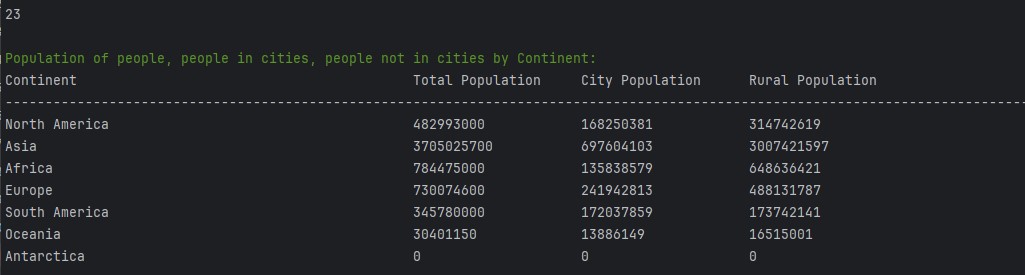 23
Population of people, people in cities, people not in cities by Continent:
Continent Total Population City Population Rural Population
--------------------------------------------------------------------------------------------------------------------------------
North America 482993000 168250381 314742619
Asia 3705025700 697604103 3007421597
Africa 784475000 135838579 648636421
Europe 730074600 241942813 488131787
South America 345780000 172037859 173742141
Oceania 30401150 13886149 16515001
Antarctica 0 0 0